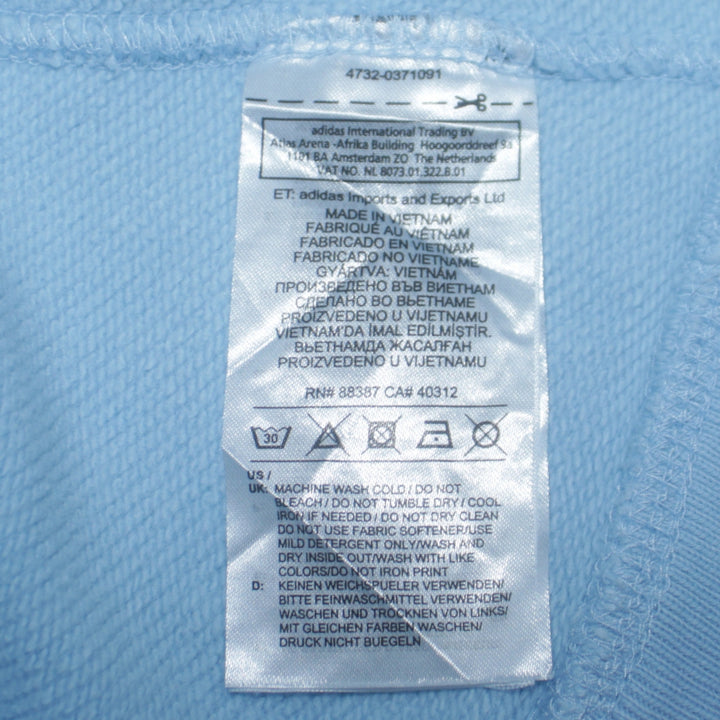 4732-0371091
adidas International Trading BV
Atlas Arena -Afrika Building Hoogoorddreef 9a
1101 BA Amsterdam ZO The Netherlands
VAT NO. NL 8073.01.322.B.01
ET: adidas Imports and Exports Ltd
MADE IN VIETNAM
FABRIQUÉ AU VIÊTNAM
FABRICADO EN VIETNAM
FABRICADO NO VIETNAME
GYÁRTVA: VIETNÁM
ПРОИЗВЕДЕНО ВЪВ ВИЕТНАМ
СДЕЛАНО ВО ВЬЕТНАМЕ
PROIZVEDENO U VIJETNAMU
VIETNAM'DA İMAL EDİLMİŞTİR.
ВЬЕТНАМДА ЖАСАЛҒАН
PROIZVEDENO U VIJETNAMU
RN# 88387 CA# 40312
30
US /
UK: MACHINE WASH COLD / DO NOT
BLEACH / DO NOT TUMBLE DRY / COOL
IRON IF NEEDED / DO NOT DRY CLEAN
DO NOT USE FABRIC SOFTENER/USE
MILD DETERGENT ONLY/WASH AND
DRY INSIDE OUT/WASH WITH LIKE
COLORS/DO NOT IRON PRINT
D: KEINEN WEICHSPUELER VERWENDEN/
BITTE FEINWASCHMITTEL VERWENDEN/
WASCHEN UND TROCKNEN VON LINKS/
MIT GLEICHEN FARBEN WASCHEN/
DRUCK NICHT BUEGELN